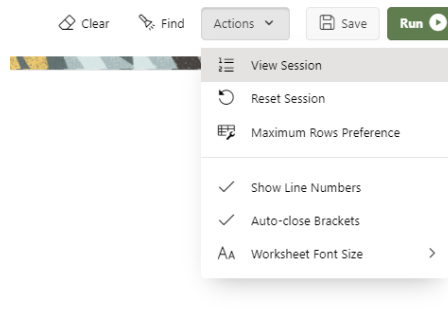 Clear Find Actions Save Run
View Session
Reset Session
Maximum Rows Preference
Show Line Numbers
Auto-close Brackets
AA Worksheet Font Size